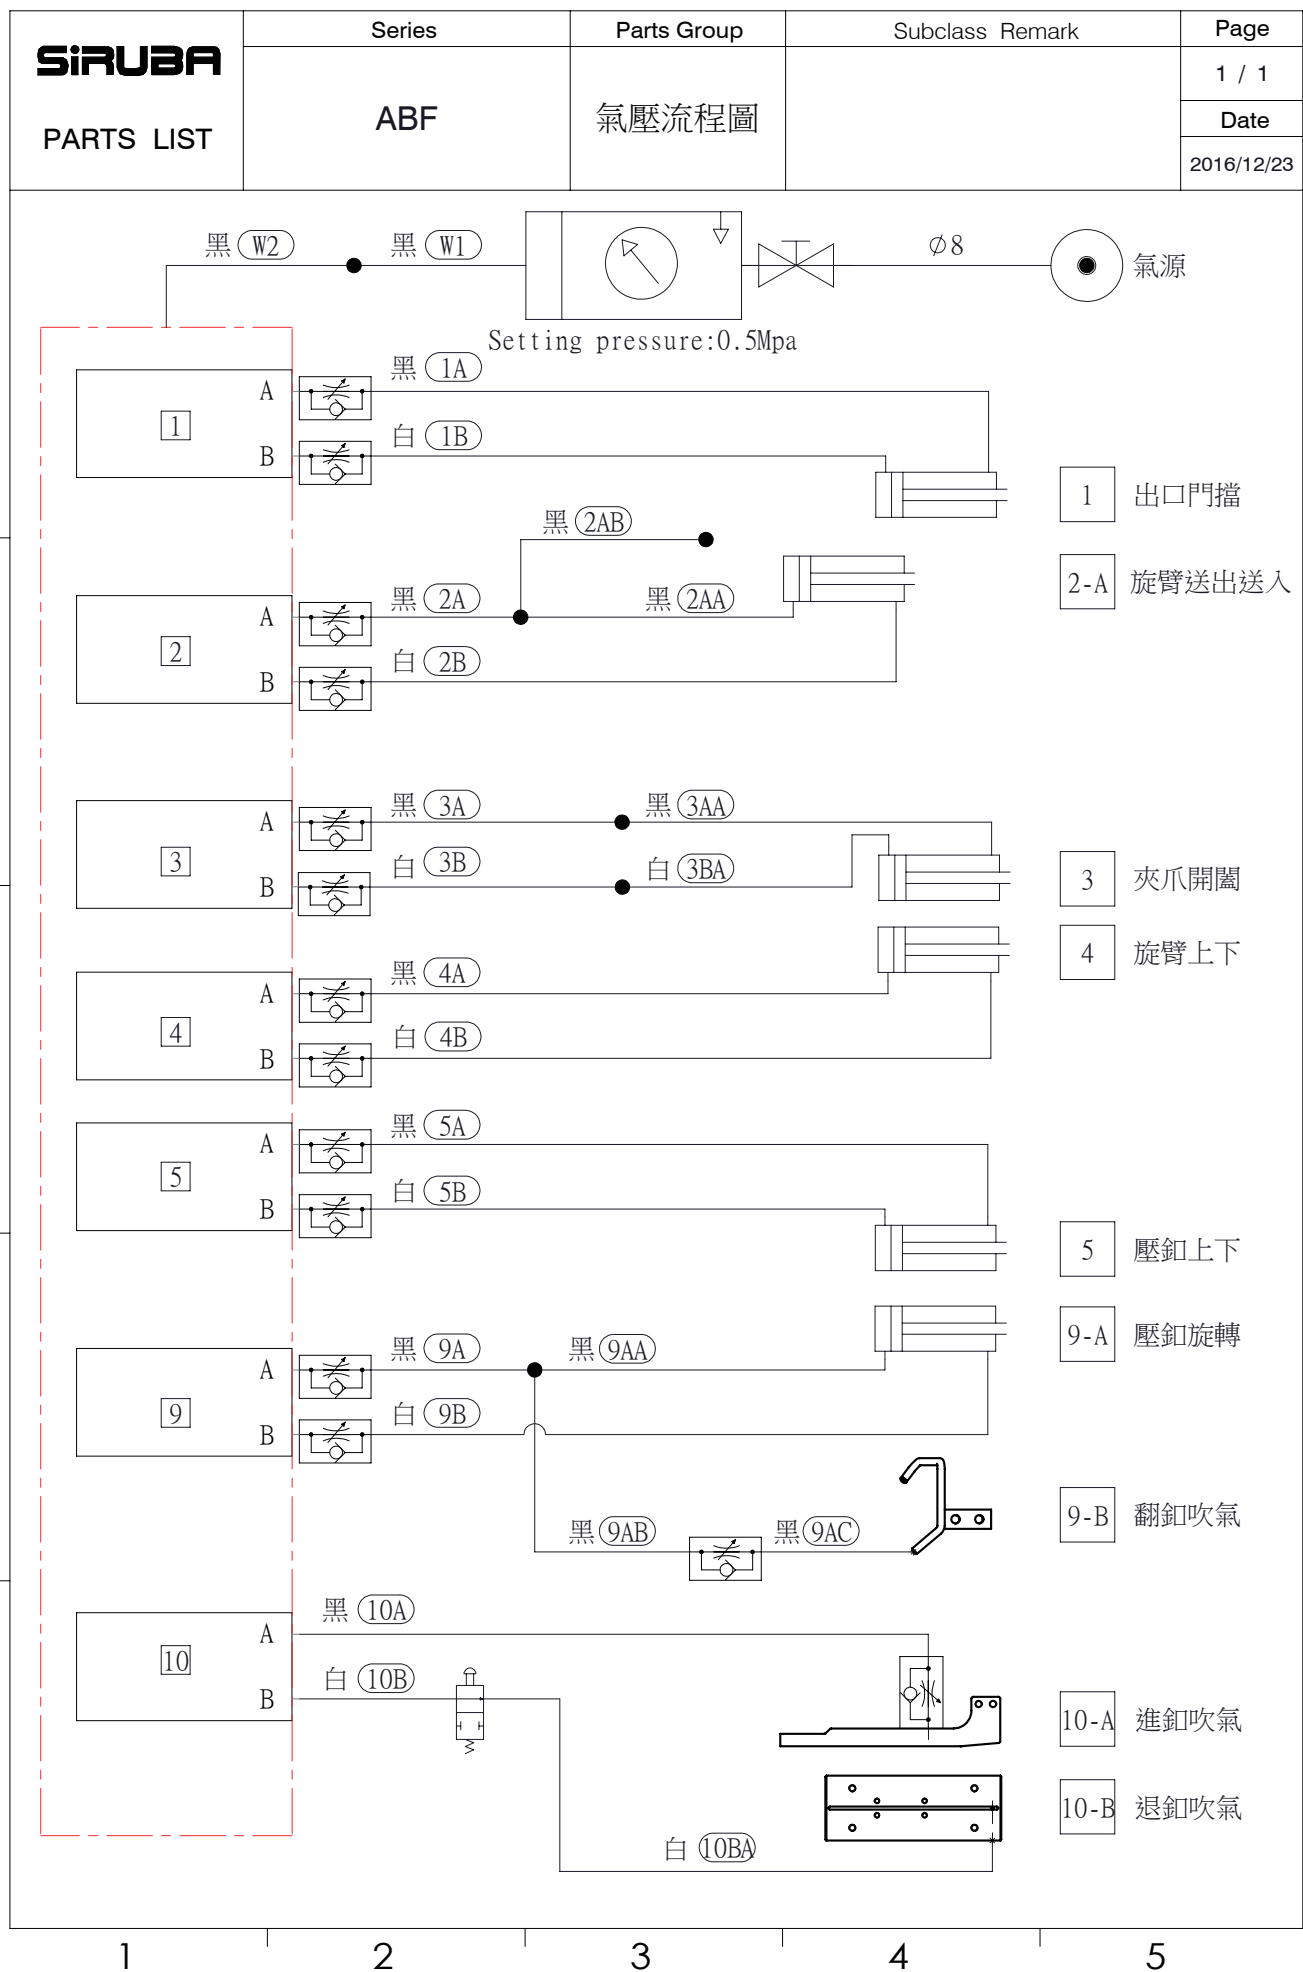 SiRUBA
PARTS LIST
Series
ABF
Parts Group
氣壓流程圖
Subclass Remark
Page
1 / 1
Date
2016/12/23
黑 W2
黑 W1
∅8
氣源
Setting pressure:0.5Mpa
1
A
B
黑 1A
白 1B
1 出口門擋
黑 2AB
2
A
B
黑 2A
黑 2AA
白 2B
2-A 旋臂送出送入
3
A
B
黑 3A
黑 3AA
白 3B
白 3BA
3 夾爪開闔
4
A
B
黑 4A
白 4B
4 旋臂上下
5
A
B
黑 5A
白 5B
5 壓釦上下
9
A
B
黑 9A
黑 9AA
白 9B
9-A 壓釦旋轉
黑 9AB
黑 9AC
9-B 翻釦吹氣
10
A
B
黑 10A
白 10B
10-A 進釦吹氣
10-B 退釦吹氣
白 10BA
1
2
3
4
5